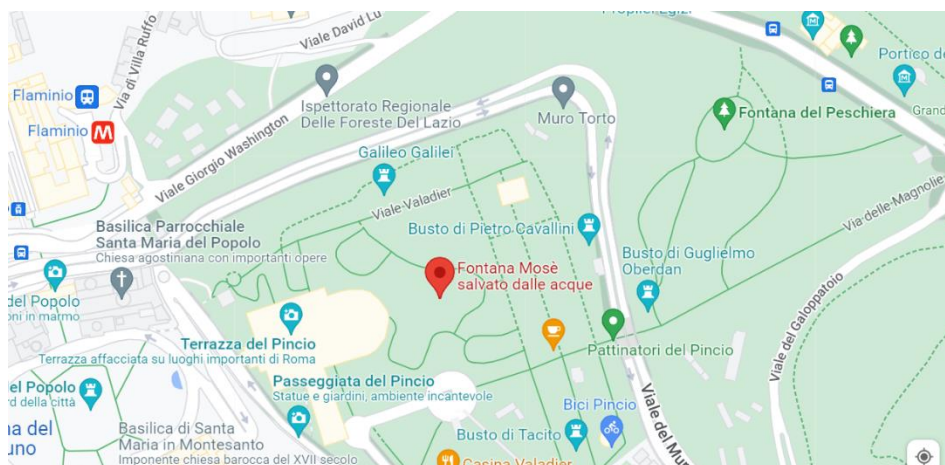 Propilei Egizi
Viale David Lu
Via di Villa Ruffo
Flaminio
Portico de
Ispettorato Regionale
Delle Foreste Del Lazio
Muro Torto
Fontana del Peschiera
Grand
Flaminio
M
Viale Giorgio Washington
Galileo Galilei
Viale Valadier
Via delle Magnolie
Basilica Parrocchiale
Santa Maria del Popolo
Chiesa agostiniana con importanti opere
Busto di Pietro Cavallini
Busto di Guglielmo
Oberdan
Fontana Mosè
salvato dalle acque
del Popolo
oni in marmo
Viale del Galoppatoio
Terrazza del Pincio
Terrazza affacciata su luoghi importanti di Roma
Pattinatori del Pincio
el Popolo
rd della città
Passeggiata del Pincio
Statue e giardini, ambiente incantevole
Viale del Mur
Bici Pincio
na del
uno
Basilica di Santa
Maria in Montesanto
Imponente chiesa barocca del XVII secolo
Busto di Tacito
Casina Valadier